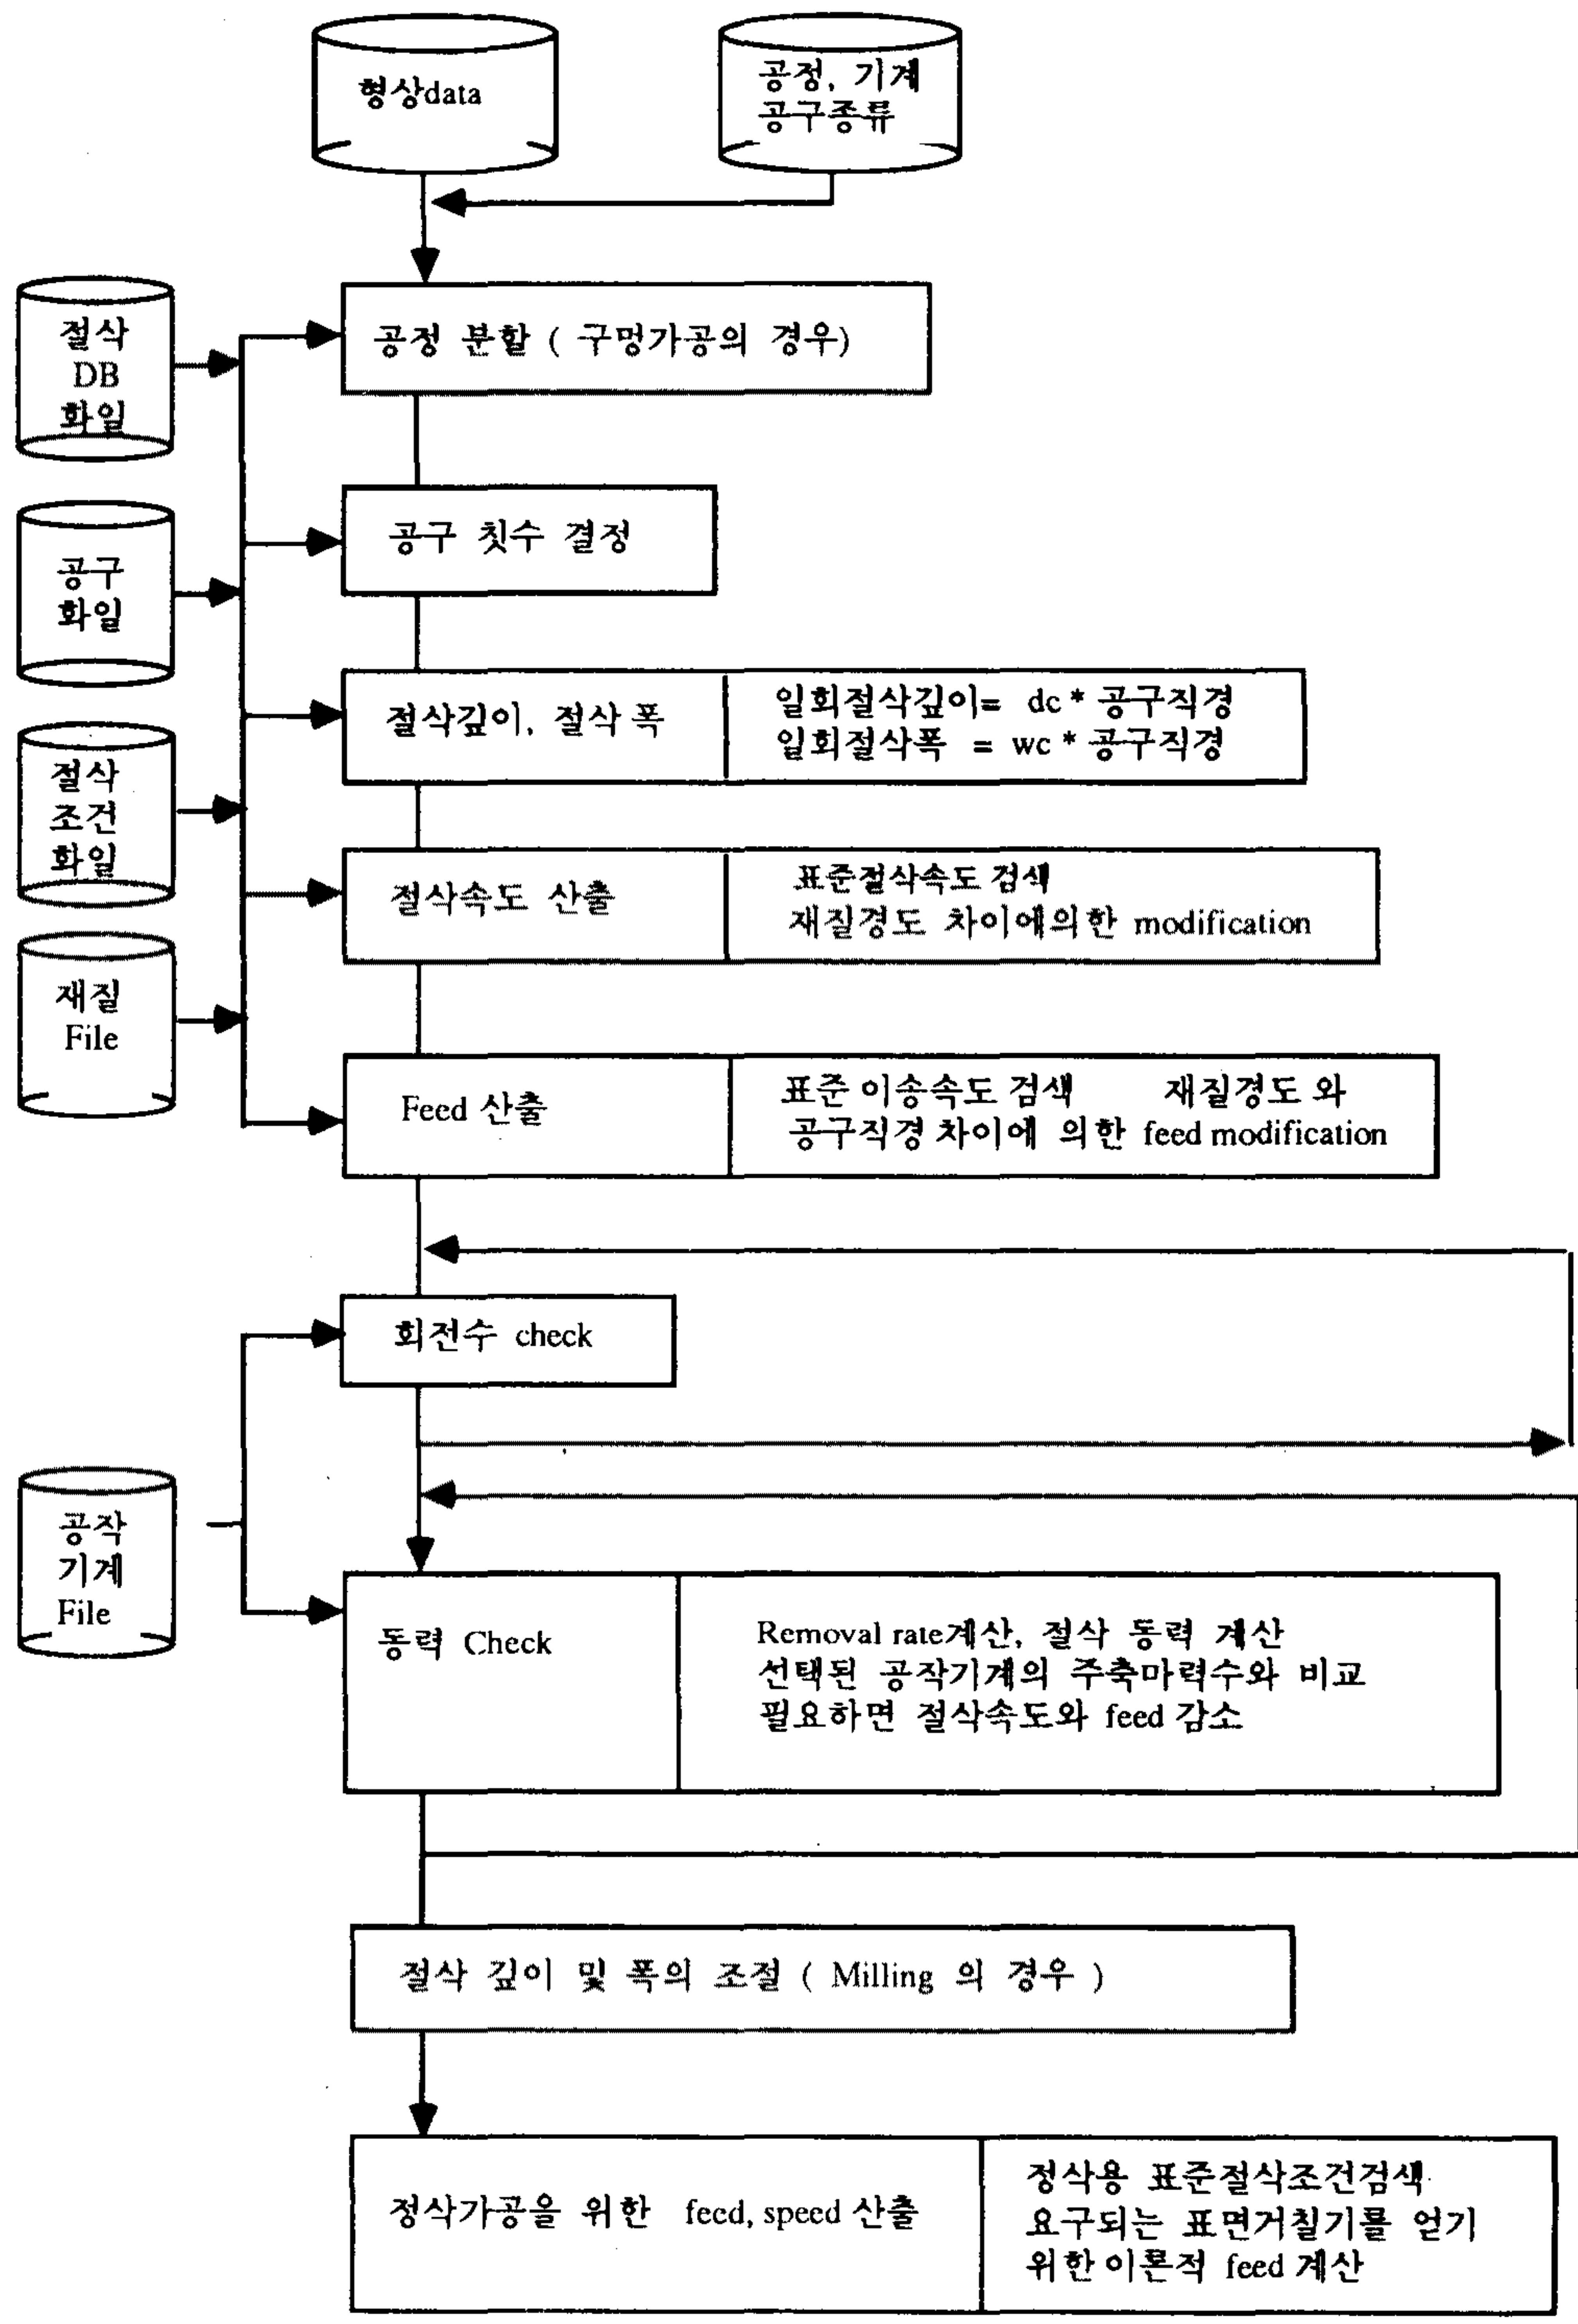 형상data
공정, 기계
공구종류
절삭
DB
화일
공정 분할 ( 구멍가공의 경우)
공구 칫수 결정
공구
화일
절삭깊이, 절삭 폭
일회절삭깊이= dc * 공구직경
일회절삭폭 = wc * 공구직경
절삭
조건
화일
절삭속도 산출
표준절삭속도 검색
재질경도 차이에의한 modification
재질
File
Feed 산출
표준 이송속도 검색 재질경도 와
공구직경 차이에 의한 feed modification
회전수 check
공작
기계
File
동력 Check
Removal rate계산, 절삭 동력 계산
선택된 공작기계의 주축마력수와 비교
필요하면 절삭속도와 feed 감소
절삭 깊이 및 폭의 조절 ( Milling 의 경우 )
정삭가공을 위한 feed, speed 산출
정삭용 표준절삭조건검색
요구되는 표면거칠기를 얻기
위한 이론적 feed 계산